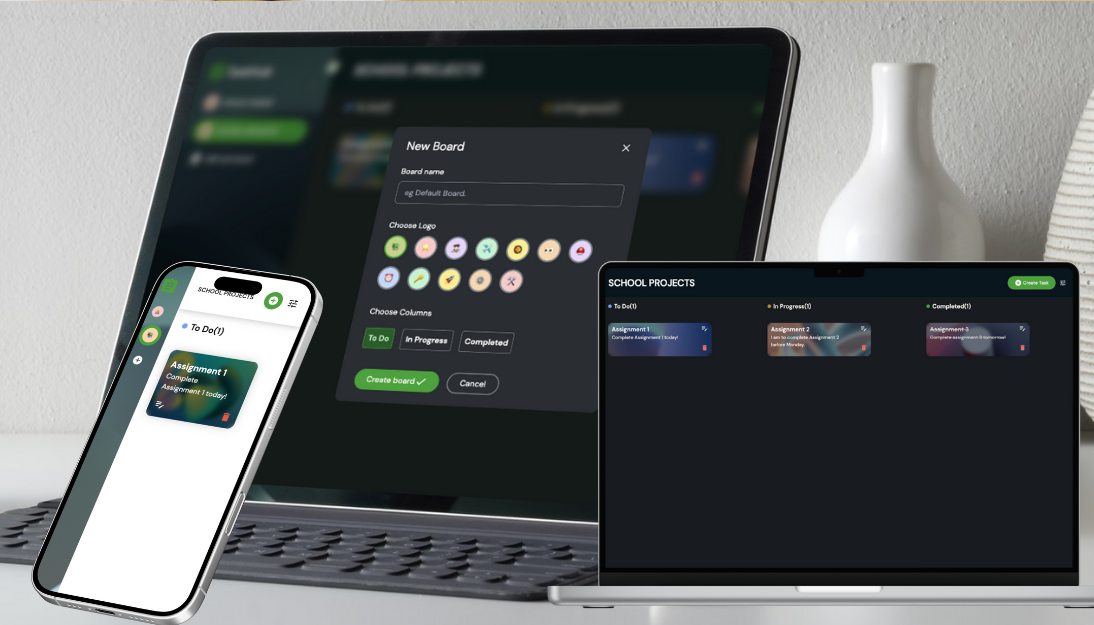 New Board
Board name
eg Default Board.
Choose Logo
Choose Columns
To Do
In Progress
Completed
Create board
Cancel
SCHOOL PROJECTS
To Do(1)
Assignment 1
Complete
Assignment 1 today!
SCHOOL PROJECTS
Create Task
To Do(1)
In Progress(1)
Completed(1)
Assignment 1
Complete Assignment 1 today!
Assignment 2
I am to complete Assignment 2
before Monday.
Assignment 3
Complete assignment 3 tomorrow!